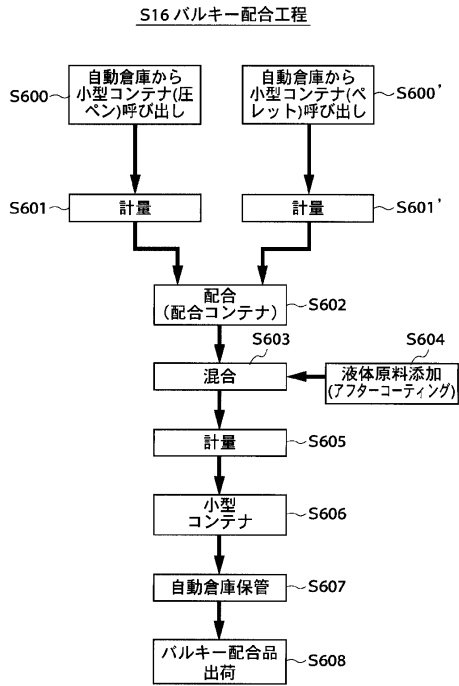 S16 バルキー配合工程
S600
自動倉庫から
小型コンテナ(圧
ペン)呼び出し
自動倉庫から
小型コンテナ(ペ
レット)呼び出し
S600'
S601
計量
計量
S601'
配合
(配合コンテナ)
S602
S603
混合
S604
液体原料添加
(アフターコーティング)
計量
S605
小型
コンテナ
S606
自動倉庫保管
S607
バルキー配合品
出荷
S608